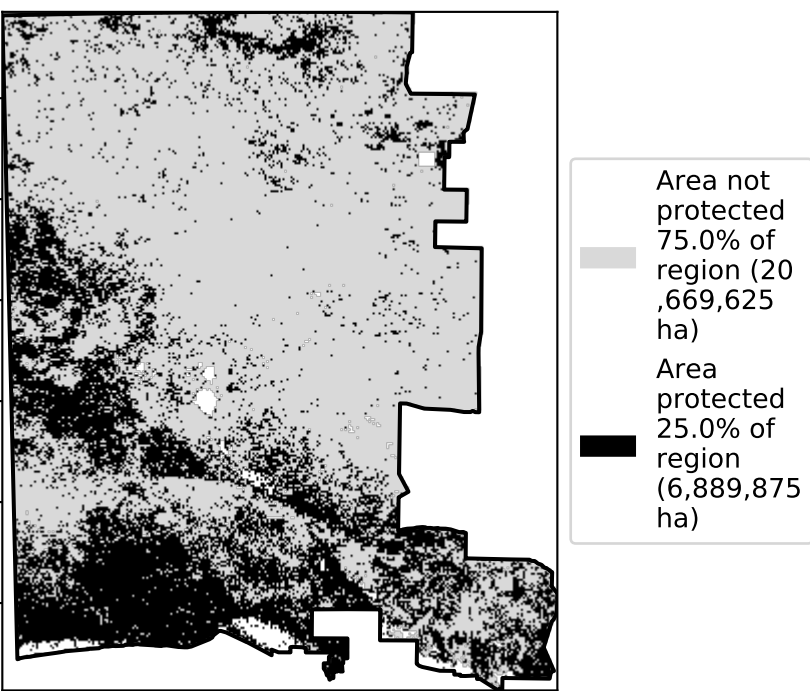 Area not
protected
75.0% of
region (20
,669,625
ha)
Area
protected
25.0% of
region
(6,889,875
ha)